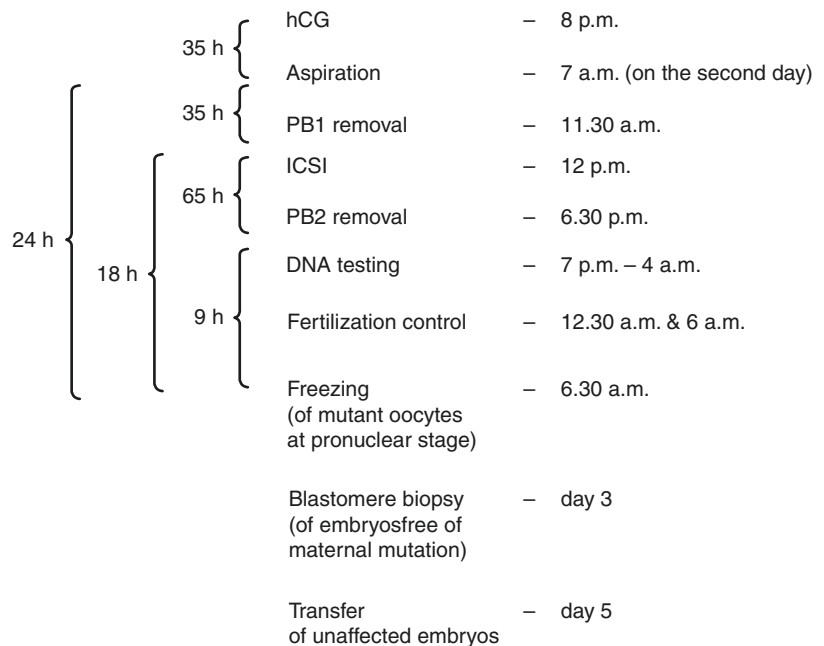 hCG – 8 p.m.
35 h
Aspiration – 7 a.m. (on the second day)
35 h
PB1 removal – 11.30 a.m.
ICSI – 12 p.m.
65 h
PB2 removal – 6.30 p.m.
24 h
DNA testing – 7 p.m. – 4 a.m.
18 h
9 h
Fertilization control – 12.30 a.m. & 6 a.m.
Freezing – 6.30 a.m.
(of mutant oocytes
at pronuclear stage)
Blastomere biopsy – day 3
(of embryosfree of
maternal mutation)
Transfer – day 5
of unaffected embryos